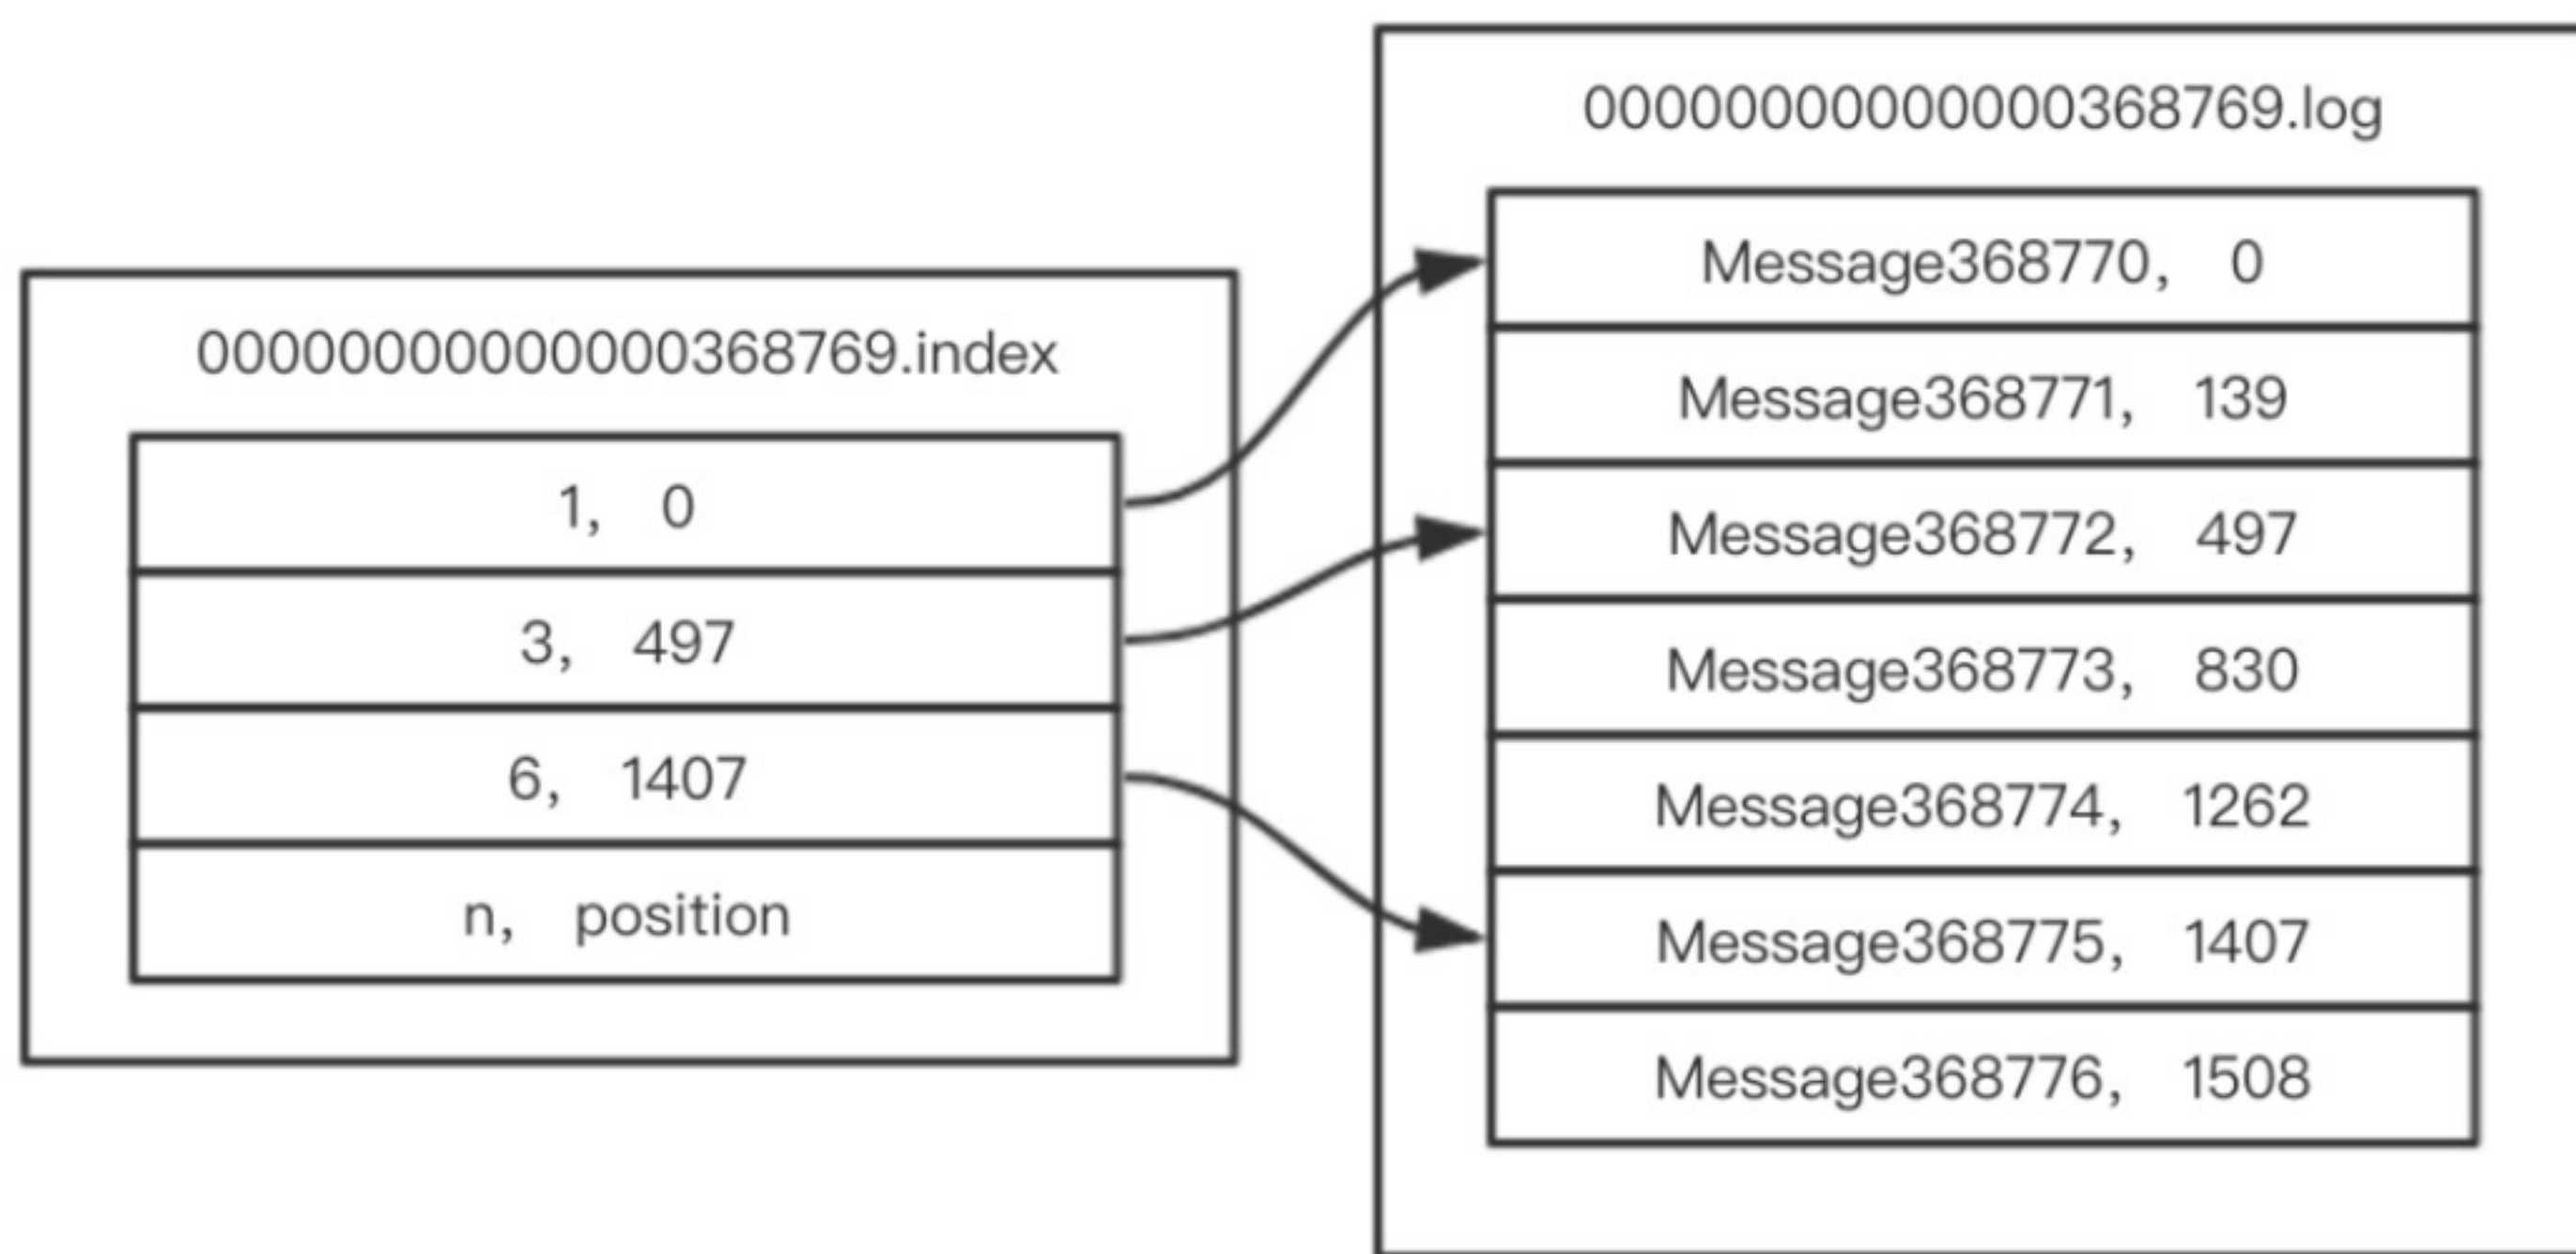 00000000000000368769.index
1, 0
3, 497
6, 1407
n, position
00000000000000368769.log
Message368770, 0
Message368771, 139
Message368772, 497
Message368773, 830
Message368774, 1262
Message368775, 1407
Message368776, 1508